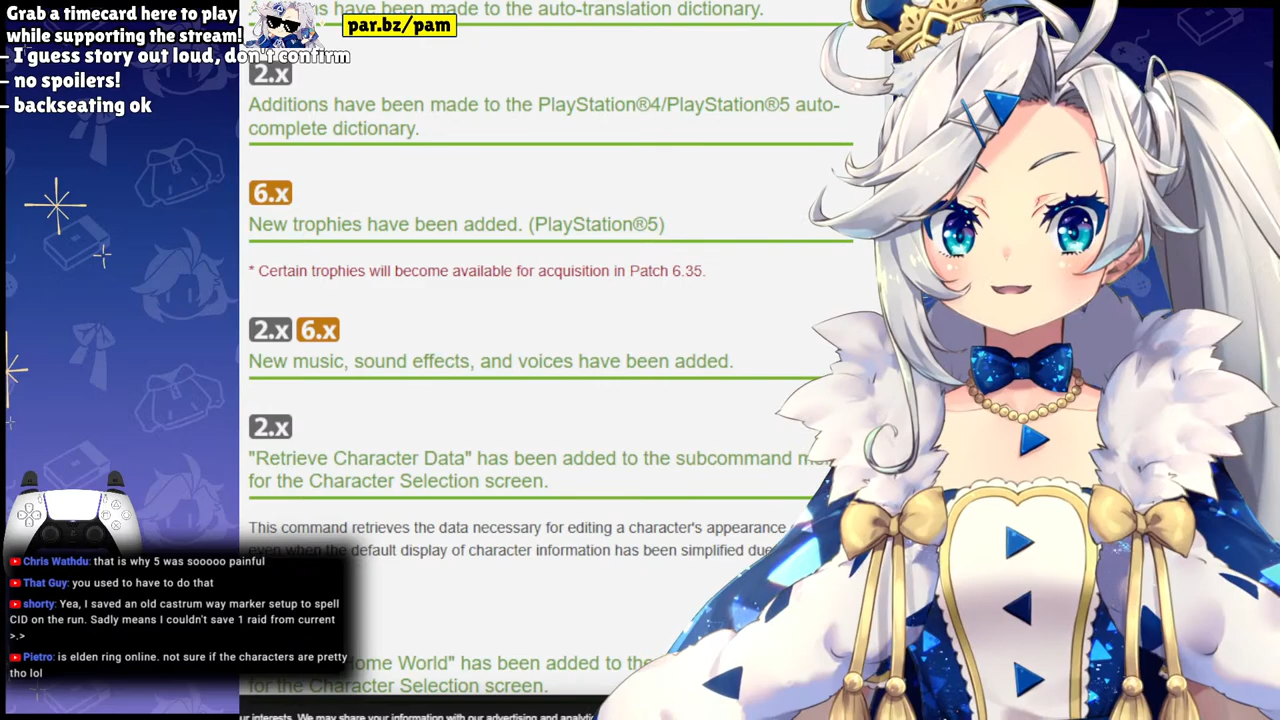 Grab a timecard here to play
while supporting the stream!
par.bz/pam
- I guess story out loud, don't confirm
- no spoilers!
- backseating ok
have been made to the auto-translation dictionary.
2.x
Additions have been made to the PlayStation®4/PlayStation®5 auto-
complete dictionary.
6.x
New trophies have been added. (PlayStation®5)
* Certain trophies will become available for acquisition in Patch 6.35.
2.x 6.x
New music, sound effects, and voices have been added.
2.x
"Retrieve Character Data" has been added to the subcommand
for the Character Selection screen.
This command retrieves the data necessary for editing a character's appearance
even when the default display of character information has been simplified due
Home World" has been added to the
for the Character Selection screen.
ur interests. We may share your information with our advertising and
Chris Wathdu: that is why 5 was sooooo painful
That Guy: you used to have to do that
shorty: Yea, I saved an old castrum way marker setup to spell
CID on the run. Sadly means I couldn't save 1 raid from current
>.>
Pietro: is elden ring online. not sure if the characters are pretty
tho lol